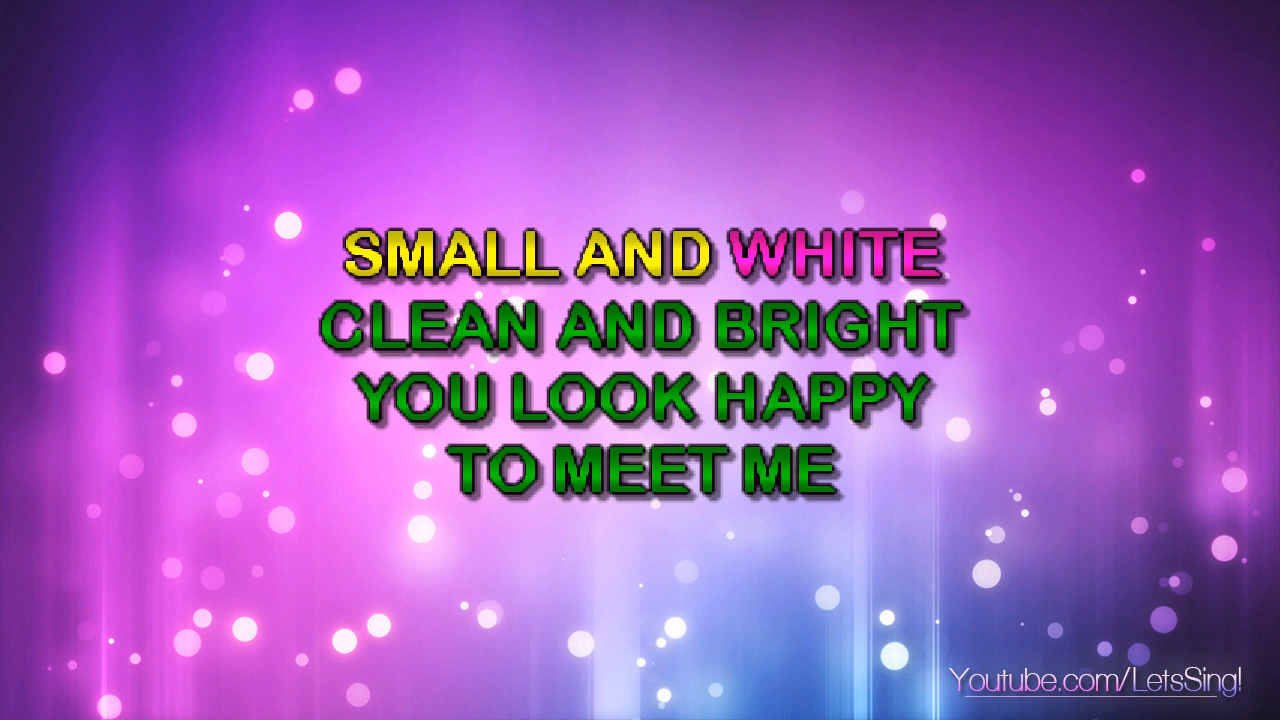 SMALL AND WHITE
CLEAN AND BRIGHT
YOU LOOK HAPPY
TO MEET ME
Youtube.com/LetsSing!